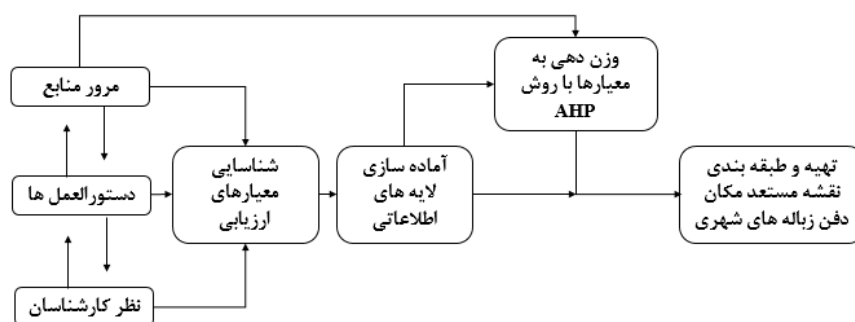 مرور منابع
دستورالعمل ها
نظر کارشناسان
شناسایی
معیارهای
ارزیابی
آماده سازی
لایه های
اطلاعاتی
وزن دهی به
معیارها با روش
AHP
تهیه و طبقه بندی
نقشه مستعد مکان
دفن زباله های شهری